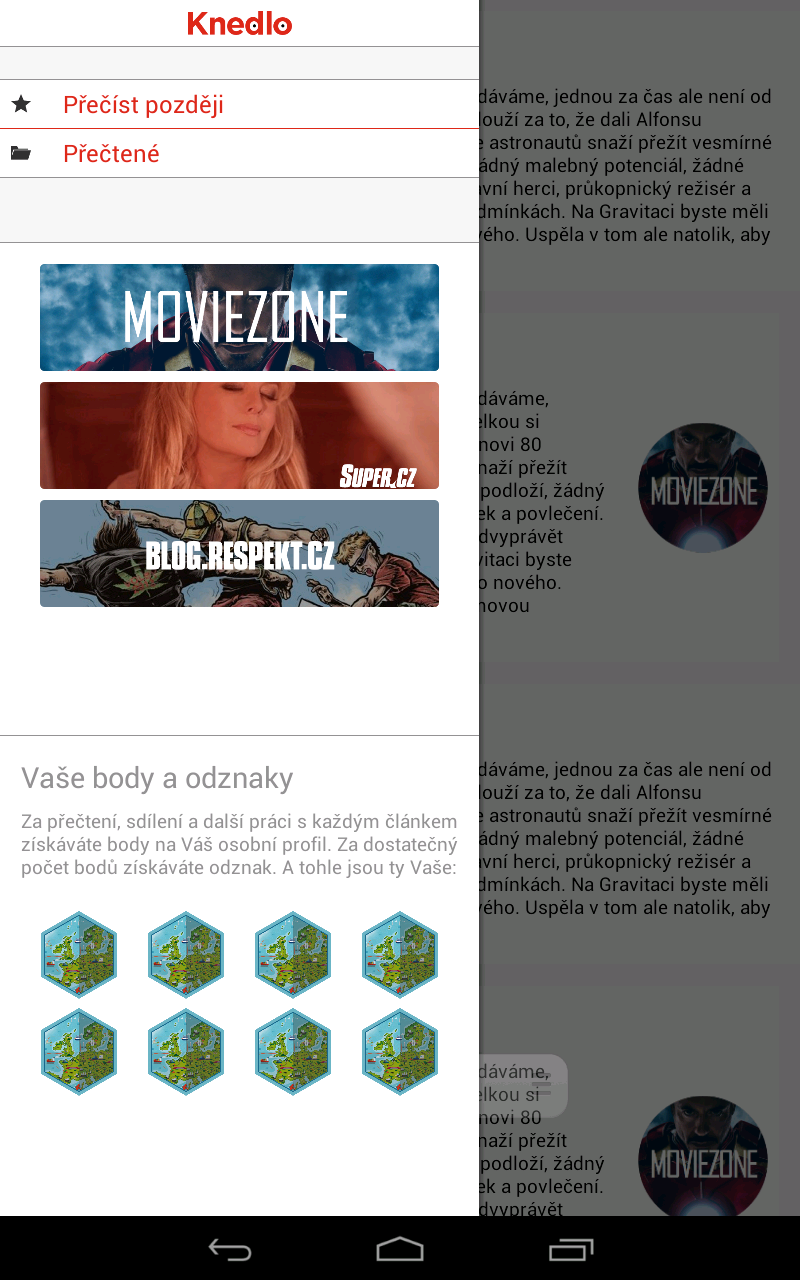 Knedlo
Přečíst později
Přečtené
MOVIEZONE
SUPER.CZ
BLOG.RESPEKT.CZ
Vaše body a odznaky
Za přečtení, sdílení a další práci s každým článkem
získáváte body na Váš osobní profil. Za dostatečný
počet bodů získáváte odznak. A tohle jsou ty Vaše:
dáváme, jednou za čas ale není od
louží za to, že dali Alfonsu
e astronautů snaží přežít vesmírné
ádný malebný potenciál, žádné
avní herci, průkopnický režisér a
dmínkách. Na Gravitaci byste měli
vého. Uspěla v tom ale natolik, aby
dáváme,
elkou si
novi 80
naží přežít
podloží, žádný
ek a povlečení.
dvyprávět
vitaci byste
o nového.
novou
MOVIEZONE
dáváme, jednou za čas ale není od
louží za to, že dali Alfonsu
e astronautů snaží přežít vesmírné
ádný malebný potenciál, žádné
avní herci, průkopnický režisér a
dmínkách. Na Gravitaci byste měli
vého. Uspěla v tom ale natolik, aby
dáváme,
elkou si
novi 80
naží přežít
podloží, žádný
ek a povlečení.
dvyprávět
MOVIEZONE